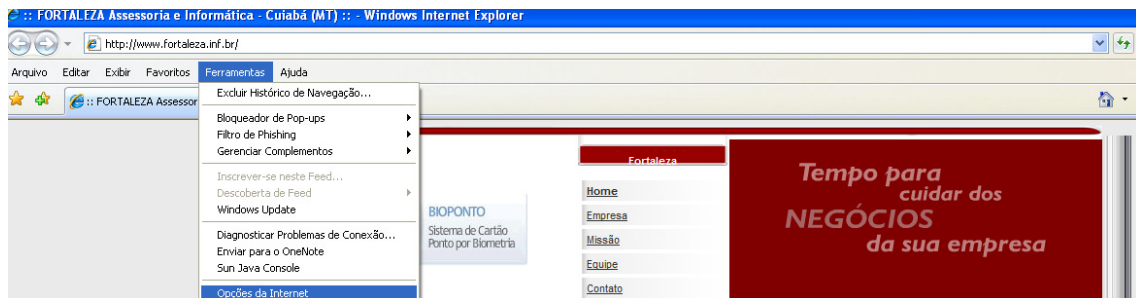 :: FORTALEZA Assessoria e Informática - Cuiabá (MT) :: - Windows Internet Explorer
http://www.fortaleza.inf.br/
Arquivo Editar Exibir Favoritos Ferramentas Ajuda
:: FORTALEZA Assessor
Excluir Histórico de Navegação...
Bloqueador de Pop-ups
Filtro de Phishing
Gerenciar Complementos
Inscrever-se neste Feed...
Descoberta de Feed
Windows Update
Diagnosticar Problemas de Conexão...
Enviar para o OneNote
Sun Java Console
Opções da Internet
BIOPONTO
Sistema de Cartão
Ponto por Biometria
Fortaleza
Home
Empresa
Missão
Equipe
Contato
Tempo para
cuidar dos
NEGÓCIOS
da sua empresa